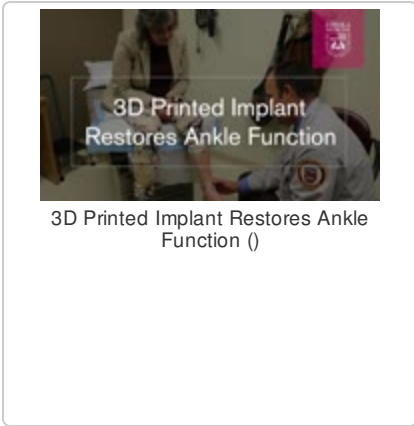 3D Printed Implant
Restores Ankle Function
3D Printed Implant Restores Ankle
Function ()